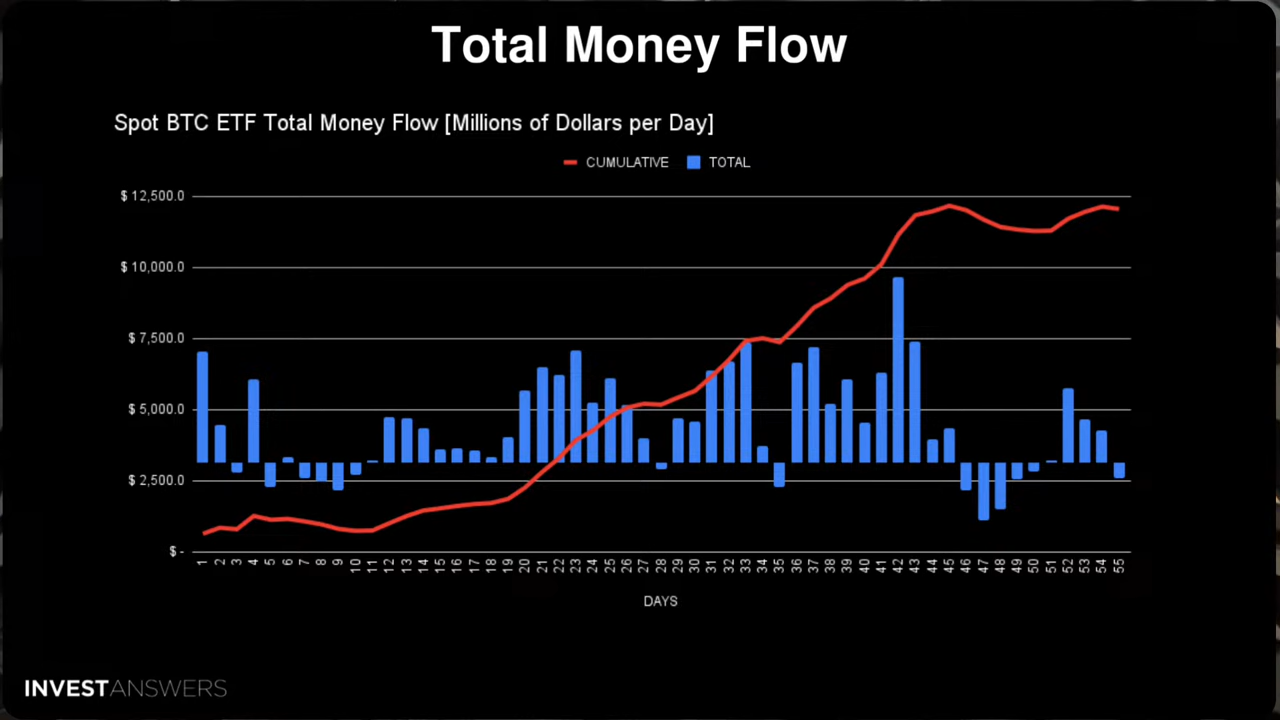 Total Money Flow
Spot BTC ETF Total Money Flow [Millions of Dollars per Day]
CUMULATIVE TOTAL
$ 12,500.0
$ 10,000.0
$ 7,500.0
$ 5,000.0
$ 2,500.0
$ -
1 2 3 4 5 6 7 8 9 10 11 12 13 14 15 16 17 18 19 20 21 22 23 24 25 26 27 28 29 30 31 32 33 34 35 36 37 38 39 40 41 42 43 44 45 46 47 48 49 50 51 52 53 54 55
DAYS
INVESTANSWERS